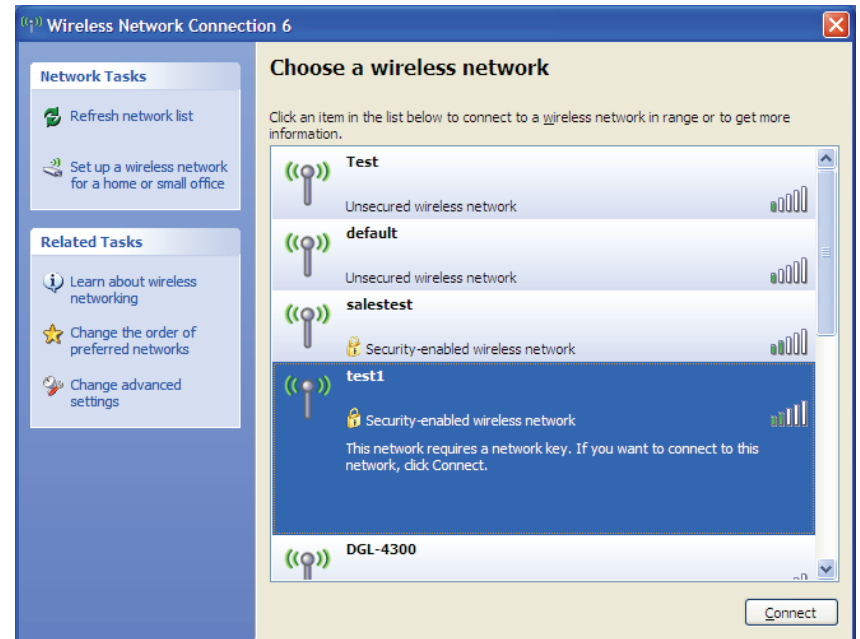 Wireless Network Connection 6
Network Tasks
Refresh network list
Set up a wireless network
for a home or small office
Related Tasks
Learn about wireless
networking
Change the order of
preferred networks
Change advanced
settings
Choose a wireless network
Click an item in the list below to connect to a wireless network in range or to get more
information.
Test
Unsecured wireless network
default
Unsecured wireless network
salestest
Security-enabled wireless network
test1
Security-enabled wireless network
This network requires a network key. If you want to connect to this
network, click Connect.
DGL-4300
Connect